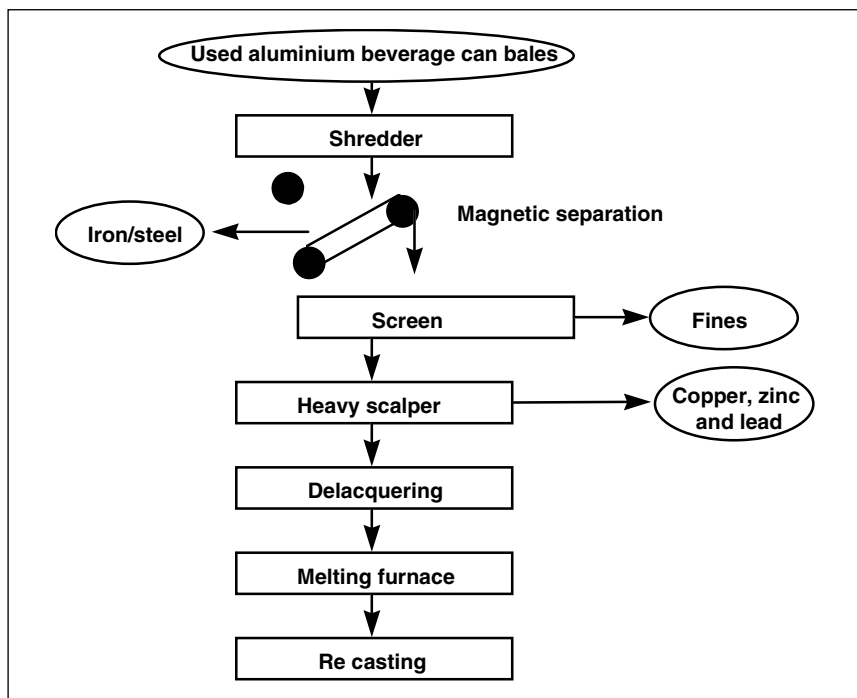 Used aluminium beverage can bales
Shredder
Magnetic separation
Iron/steel
Screen
Fines
Heavy scalper
Copper, zinc
and lead
Delacquering
Melting furnace
Re casting